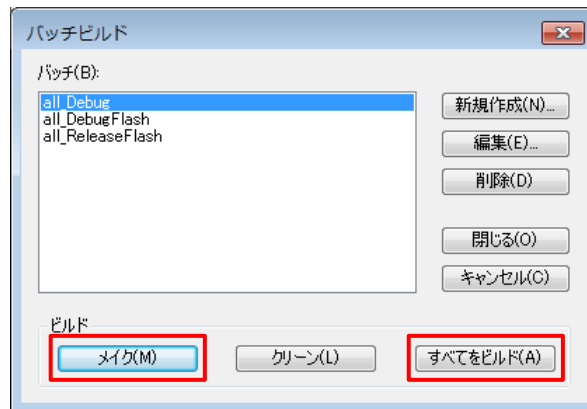 バッチビルド
バッチ(B):
all_Debug
all_DebugFlash
all_ReleaseFlash
新規作成(N)...
編集(E)...
削除(D)
閉じる(O)
キャンセル(C)
ビルド
メイク(M)
クリーン(L)
すべてをビルド(A)